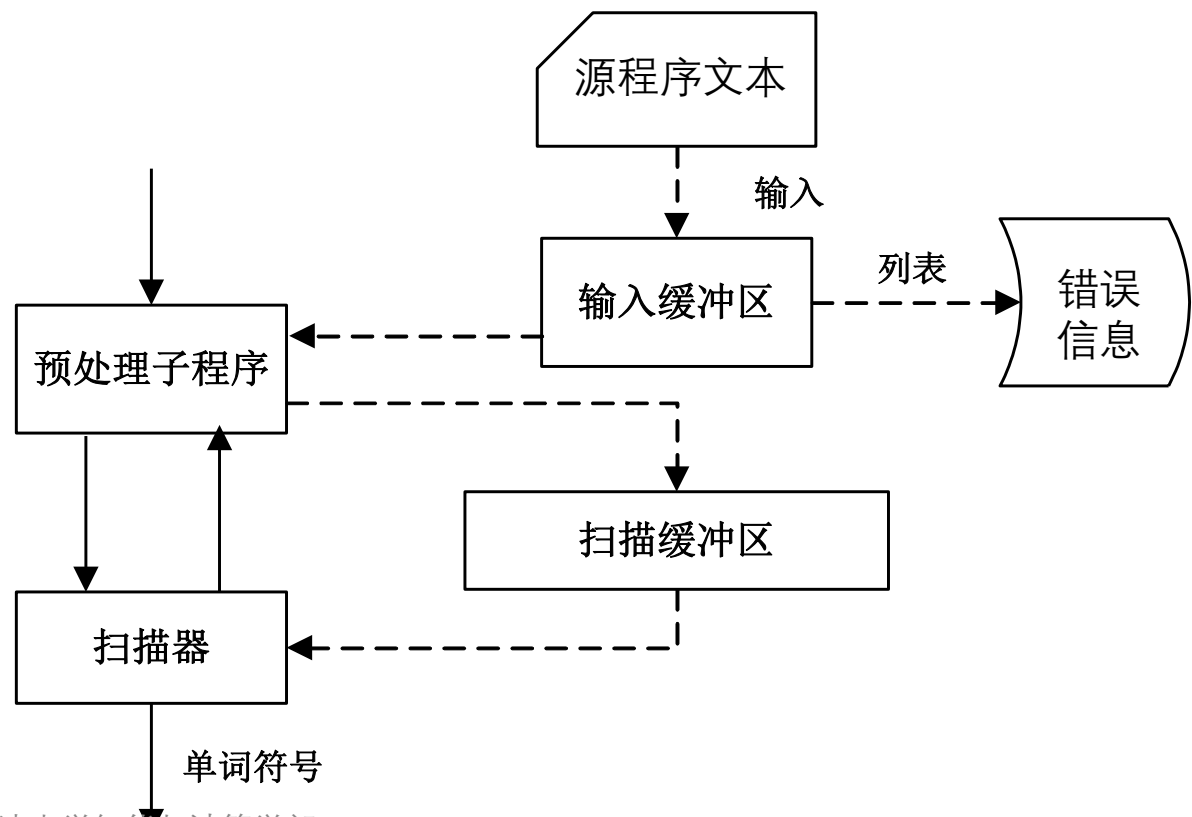 源程序文本
输入
列表
输入缓冲区
错误
信息
预处理子程序
扫描缓冲区
扫描器
单词符号